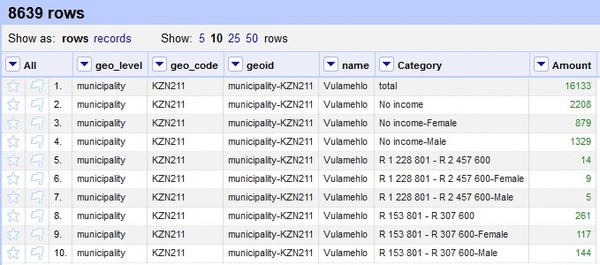 8639 rows
Show as: rows records Show: 5 10 25 50 rows
All geo_level geo_code geoid name Category Amount
1. municipality KZN211 municipality-KZN211 Vulamehlo total 16133
2. municipality KZN211 municipality-KZN211 Vulamehlo No income 2208
3. municipality KZN211 municipality-KZN211 Vulamehlo No income-Female 879
4. municipality KZN211 municipality-KZN211 Vulamehlo No income-Male 1329
5. municipality KZN211 municipality-KZN211 Vulamehlo R 1 228 801 - R 2 457 600 14
6. municipality KZN211 municipality-KZN211 Vulamehlo R 1 228 801 - R 2 457 600-Female 9
7. municipality KZN211 municipality-KZN211 Vulamehlo R 1 228 801 - R 2 457 600-Male 5
8. municipality KZN211 municipality-KZN211 Vulamehlo R 153 801 - R 307 600 261
9. municipality KZN211 municipality-KZN211 Vulamehlo R 153 801 - R 307 600-Female 117
10. municipality KZN211 municipality-KZN211 Vulamehlo R 153 801 - R 307 600-Male 144